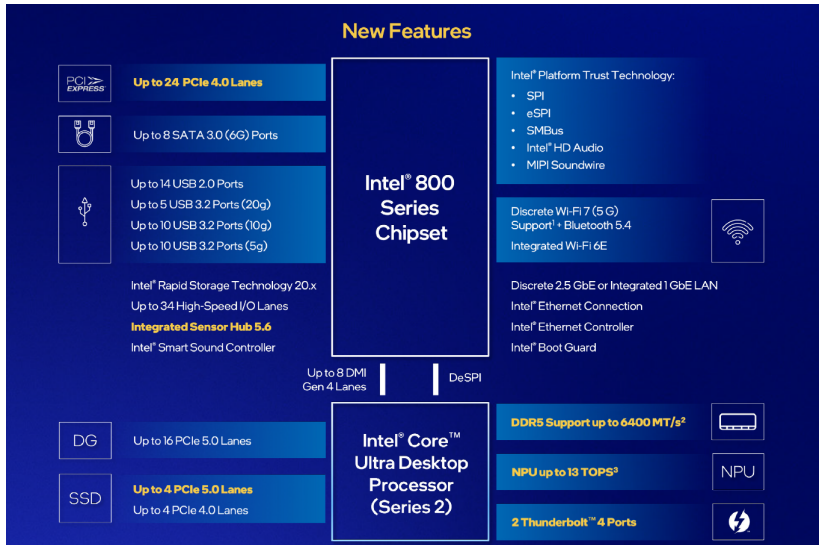 New Features
PCI
EXPRESS®
Up to 24 PCIe 4.0 Lanes
Up to 8 SATA 3.0 (6G) Ports
Up to 14 USB 2.0 Ports
Up to 5 USB 3.2 Ports (20g)
Up to 10 USB 3.2 Ports (10g)
Up to 10 USB 3.2 Ports (5g)
Intel® Rapid Storage Technology 20.x
Up to 34 High-Speed I/O Lanes
Integrated Sensor Hub 5.6
Intel® Smart Sound Controller
Intel® 800
Series
Chipset
Intel® Platform Trust Technology:
• SPI
• eSPI
• SMBus
• Intel® HD Audio
• MIPI Soundwire
Discrete Wi-Fi 7 (5 G)
Support¹ + Bluetooth 5.4
Integrated Wi-Fi 6E
Discrete 2.5 GbE or Integrated 1 GbE LAN
Intel® Ethernet Connection
Intel® Ethernet Controller
Intel® Boot Guard
Up to 8 DMI
Gen 4 Lanes
DeSPI
DG
Up to 16 PCIe 5.0 Lanes
SSD
Up to 4 PCIe 5.0 Lanes
Up to 4 PCIe 4.0 Lanes
Intel® Core™
Ultra Desktop
Processor
(Series 2)
DDR5 Support up to 6400 MT/s²
NPU up to 13 TOPS³
NPU
2 Thunderbolt™ 4 Ports